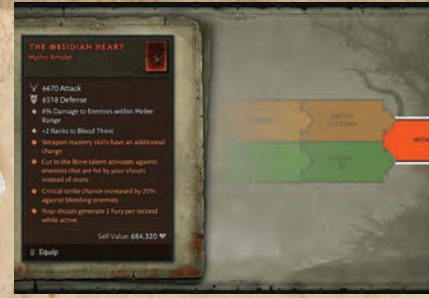 THE OBSIDIAN HEART
Mythic Amulet
6670 Attack
6518 Defense
8% Damage to Enemies within Melee
Range
+2 Ranks to Blood Thirst
Weapon mastery skills have an additional
charge.
Cut to the Bone talent activates against
enemies that are hit by your shouts
instead of stuns.
Critical strike chance increased by 20%
against bleeding enemies.
Your shouts generate 2 Fury per second
while active.
Sell Value: 684,320
Equip